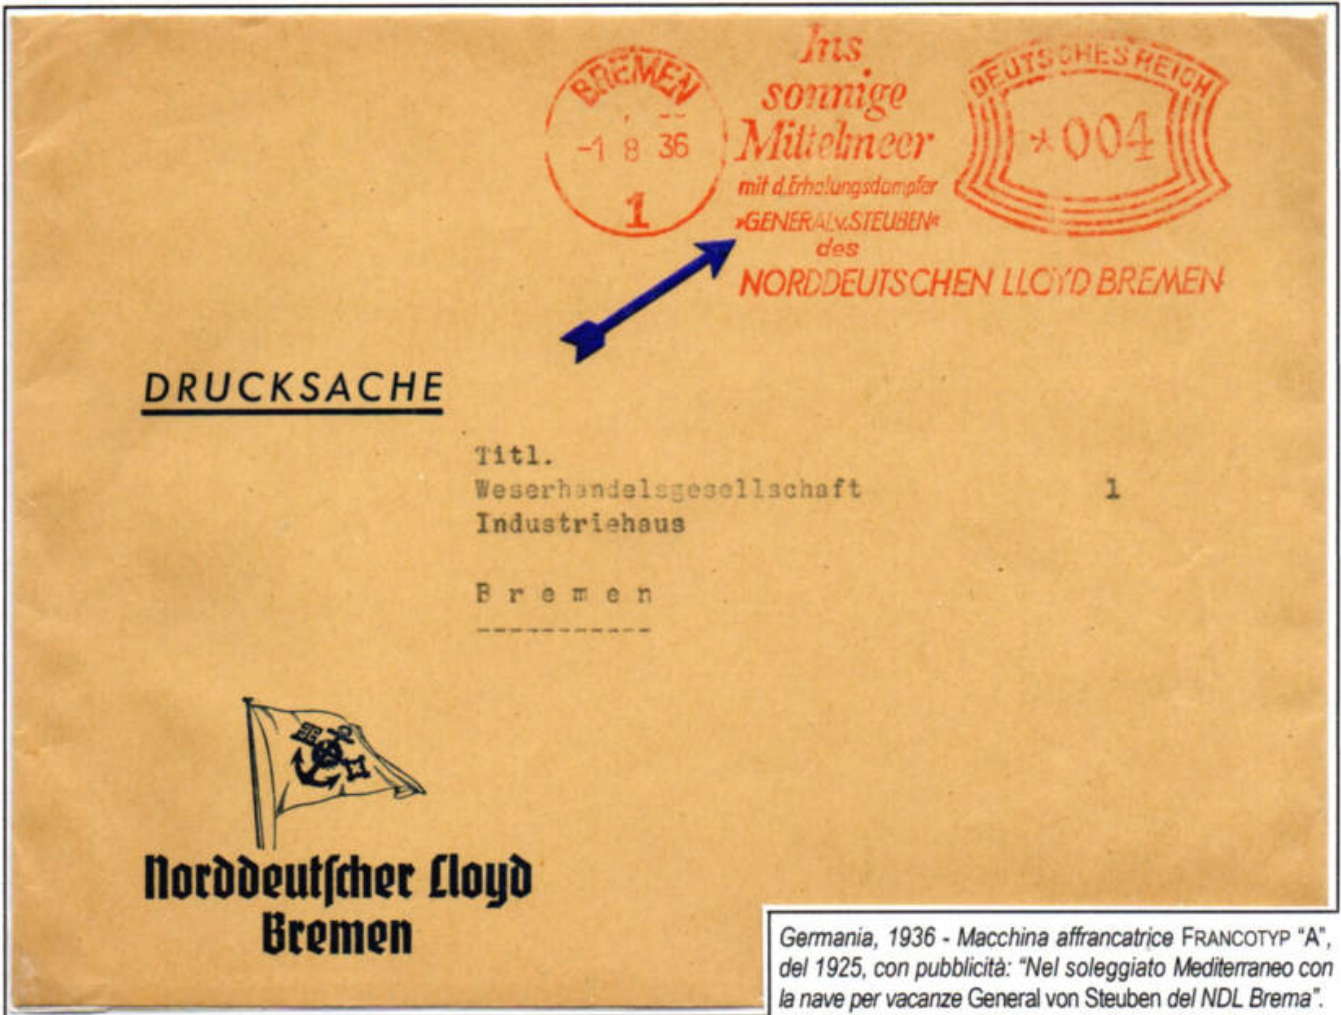 BREMEN
-1 8 36
1
Ins
sonnige
Mittelmeer
mit d. Erholungsdampfer
»GENERAL v. STEUBEN«
des
NORDDEUTSCHEN LLOYD BREMEN
DEUTSCHES REICH
*004
DRUCKSACHE
Titl.
Weserhandelsgesellschaft 1
Industriehaus
Bremen
-----------
Norddeutſcher Lloyd
Bremen
Germania, 1936 - Macchina affrancatrice FRANCOTYP “A”,
del 1925, con pubblicità: “Nel soleggiato Mediterraneo con
la nave per vacanze General von Steuben del NDL Brema”.